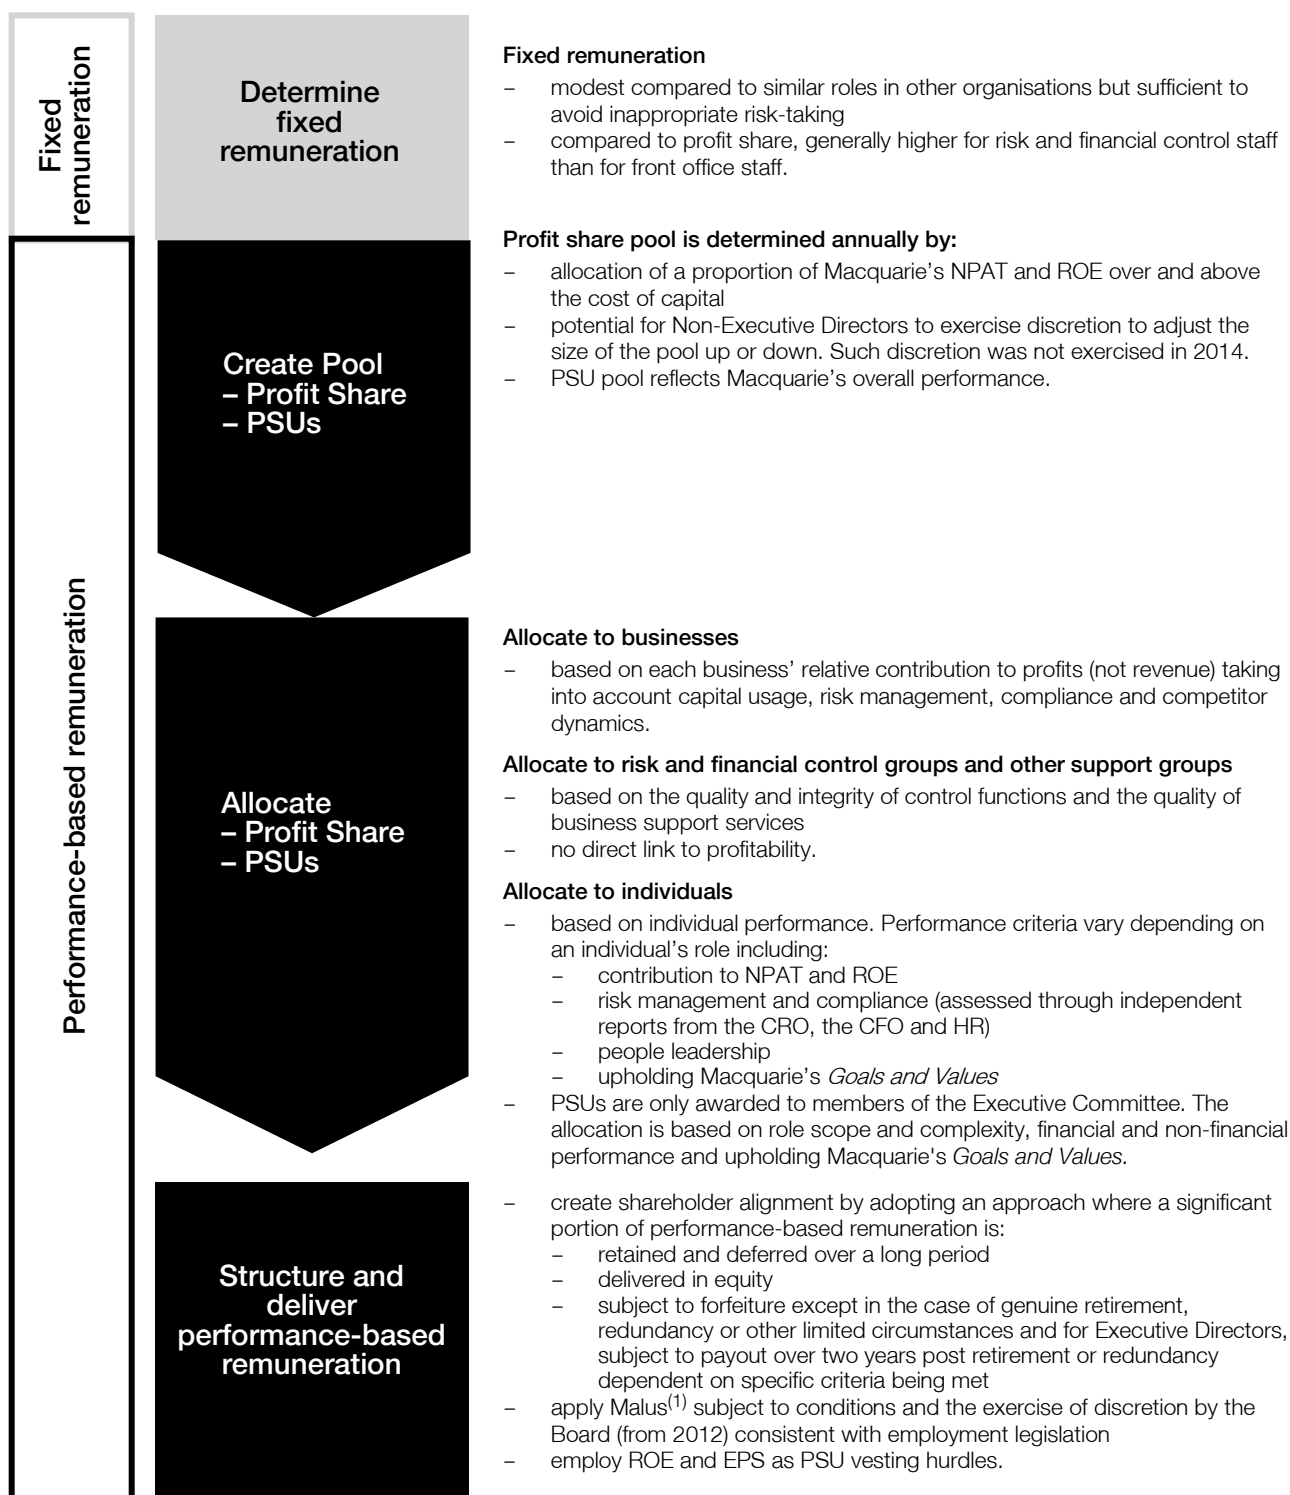 Fixed
remuneration
Determine
fixed
remuneration
Fixed remuneration
– modest compared to similar roles in other organisations but sufficient to
avoid inappropriate risk-taking
– compared to profit share, generally higher for risk and financial control staff
than for front office staff.
Performance-based remuneration
Create Pool
– Profit Share
– PSUs
Profit share pool is determined annually by:
– allocation of a proportion of Macquarie’s NPAT and ROE over and above
the cost of capital
– potential for Non-Executive Directors to exercise discretion to adjust the
size of the pool up or down. Such discretion was not exercised in 2014.
– PSU pool reflects Macquarie’s overall performance.
Allocate
– Profit Share
– PSUs
Allocate to businesses
– based on each business’ relative contribution to profits (not revenue) taking
into account capital usage, risk management, compliance and competitor
dynamics.
Allocate to risk and financial control groups and other support groups
– based on the quality and integrity of control functions and the quality of
business support services
– no direct link to profitability.
Allocate to individuals
– based on individual performance. Performance criteria vary depending on
an individual’s role including:
– contribution to NPAT and ROE
– risk management and compliance (assessed through independent
reports from the CRO, the CFO and HR)
– people leadership
– upholding Macquarie’s Goals and Values
– PSUs are only awarded to members of the Executive Committee. The
allocation is based on role scope and complexity, financial and non-financial
performance and upholding Macquarie's Goals and Values.
Structure and
deliver
performance-based
remuneration
– create shareholder alignment by adopting an approach where a significant
portion of performance-based remuneration is:
– retained and deferred over a long period
– delivered in equity
– subject to forfeiture except in the case of genuine retirement,
redundancy or other limited circumstances and for Executive Directors,
subject to payout over two years post retirement or redundancy
dependent on specific criteria being met
– apply Malus(1) subject to conditions and the exercise of discretion by the
Board (from 2012) consistent with employment legislation
– employ ROE and EPS as PSU vesting hurdles.